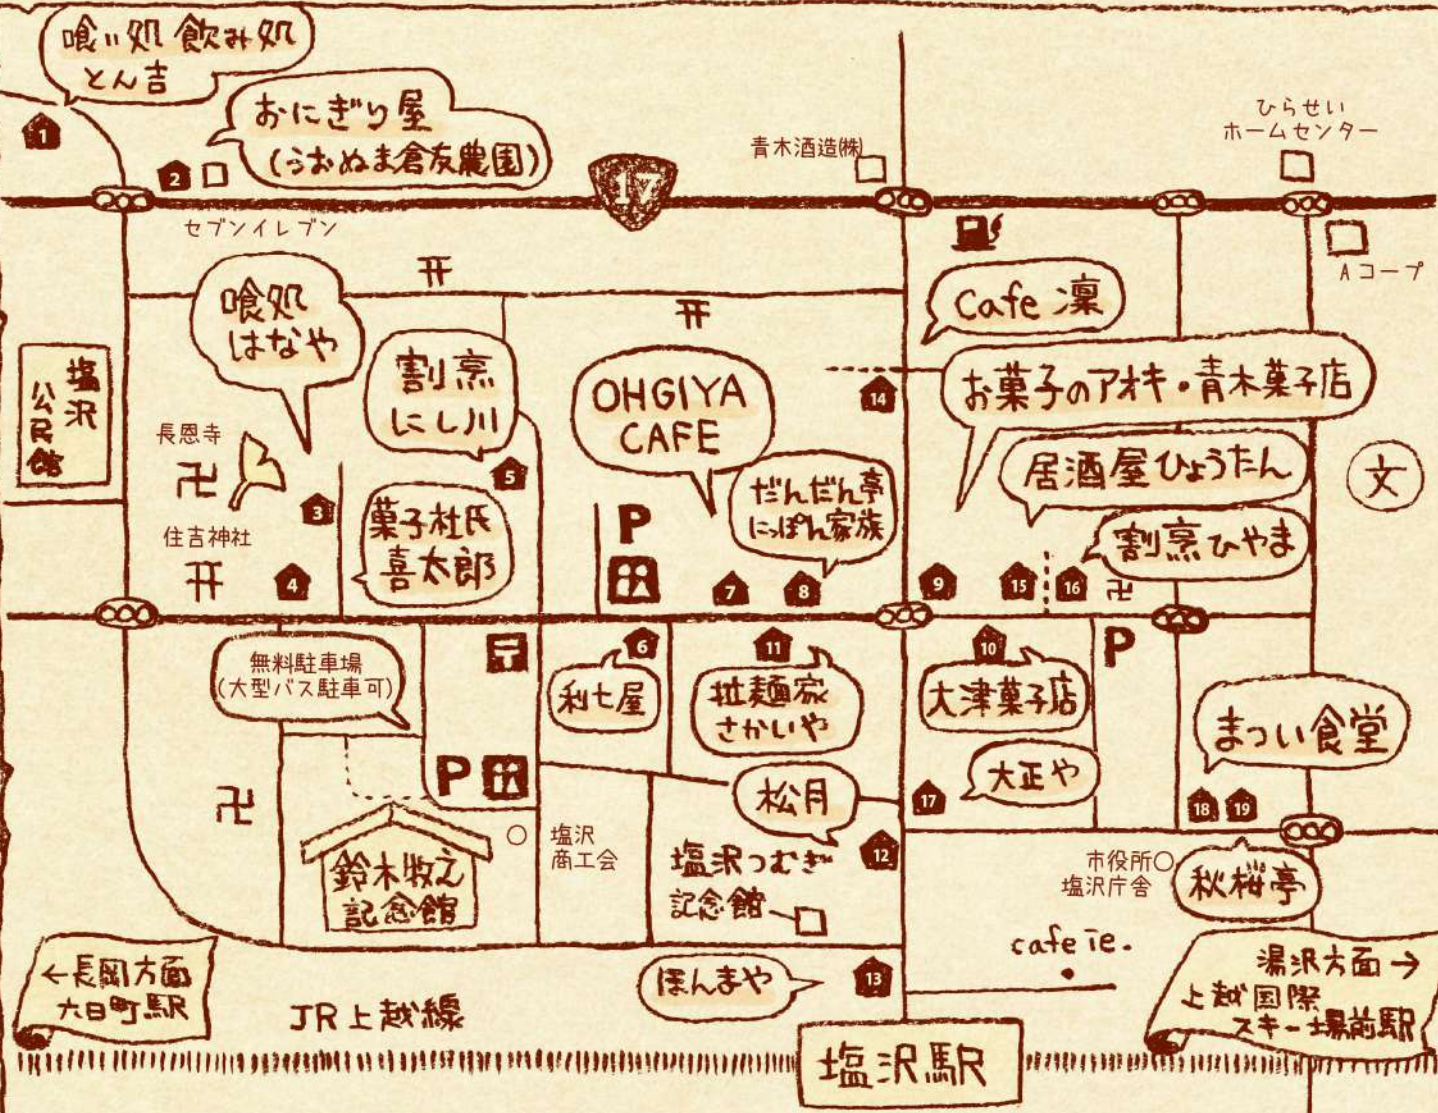 喰い処 飲み処
とん吉
おにぎり屋
(うおぬま倉友農園)
青木酒造㈱
ひらせい
ホームセンター
1
2
17
セブンイレブン
Aコープ
喰処
はなや
Cafe 凜
割烹
にし川
OHGIYA
CAFE
お菓子のアオキ・青木菓子店
14
塩沢
公民館
長恩寺
居酒屋ひょうたん
文
5
だんだん亭
にっぽん家族
3
菓子杜氏
喜太郎
P
割烹ひやま
住吉神社
4
7
8
9
15
16
無料駐車場
(大型バス駐車可)
〒
6
利七屋
11
拉麺家
さかいや
10
大津菓子店
P
まつい食堂
P
松月
大正や
17
18
19
鈴木牧之
記念館
塩沢
商工会
塩沢つむぎ
記念館
12
市役所
塩沢庁舎
秋桜亭
cafe ie.
←長岡方面
六日町駅
JR上越線
ほんまや
13
湯沢方面→
上越国際
スキー場前駅
塩沢駅